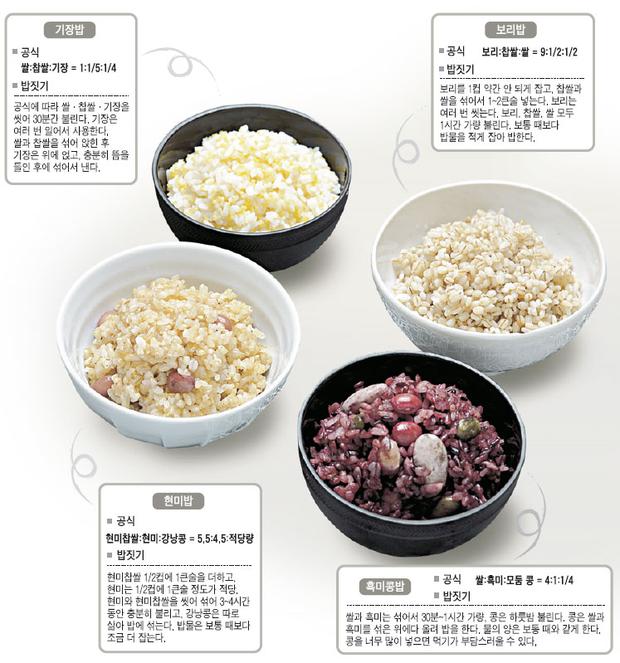 기장밥
■ 공식
쌀:찹쌀:기장 = 1:1/5:1/4
■ 밥짓기
공식에 따라 쌀·찹쌀·기장을
씻어 30분간 불린다. 기장은
여러 번 일어서 사용한다.
쌀과 찹쌀을 섞어 앉힌 후
기장은 위에 얹고, 충분히 뜸을
들인 후에 섞어서 낸다.
보리밥
■ 공식 보리:찹쌀:쌀 = 9:1/2:1/2
■ 밥짓기
보리를 1컵 약간 안 되게 잡고, 찹쌀과
쌀을 섞어서 1~2큰술 넣는다. 보리는
여러 번 씻는다. 보리, 찹쌀, 쌀 모두
1시간 가량 불린다. 보통 때보다
밥물을 적게 잡아 밥한다.
현미밥
■ 공식
현미찹쌀:현미:강낭콩 = 5.5:4.5:적당량
■ 밥짓기
현미찹쌀 1/2컵에 1큰술을 더하고,
현미는 1/2컵에 1큰술 정도가 적당.
현미와 현미찹쌀을 씻어 섞어 3~4시간
동안 충분히 불리고, 강낭콩은 따로
삶아 밥에 섞는다. 밥물은 보통 때보다
조금 더 잡는다.
흑미콩밥
■ 공식 쌀:흑미:모둠 콩 = 4:1:1/4
■ 밥짓기
쌀과 흑미는 섞어서 30분~1시간 가량, 콩은 하룻밤 불린다. 콩은 쌀과
흑미를 섞은 위에다 올려 밥을 한다. 물의 양은 보통 때와 같게 한다.
콩을 너무 많이 넣으면 먹기가 부담스러울 수 있다.